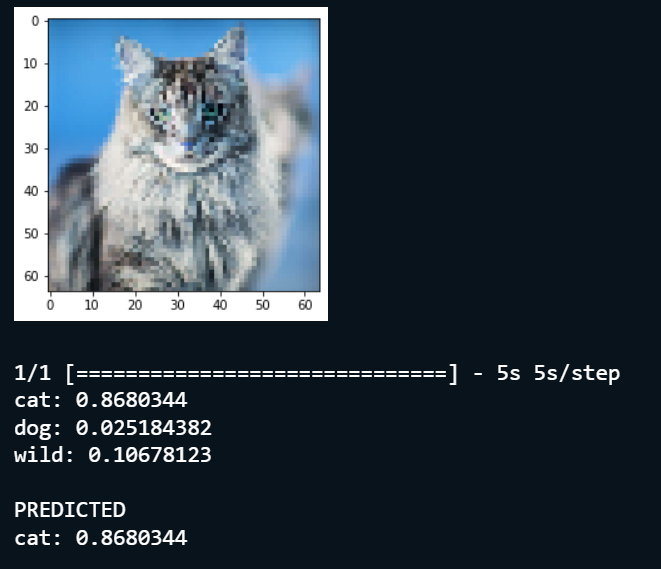 0
10
20
30
40
50
60
0 10 20 30 40 50 60
1/1 [==============================] - 5s 5s/step
cat: 0.8680344
dog: 0.025184382
wild: 0.10678123
PREDICTED
cat: 0.8680344